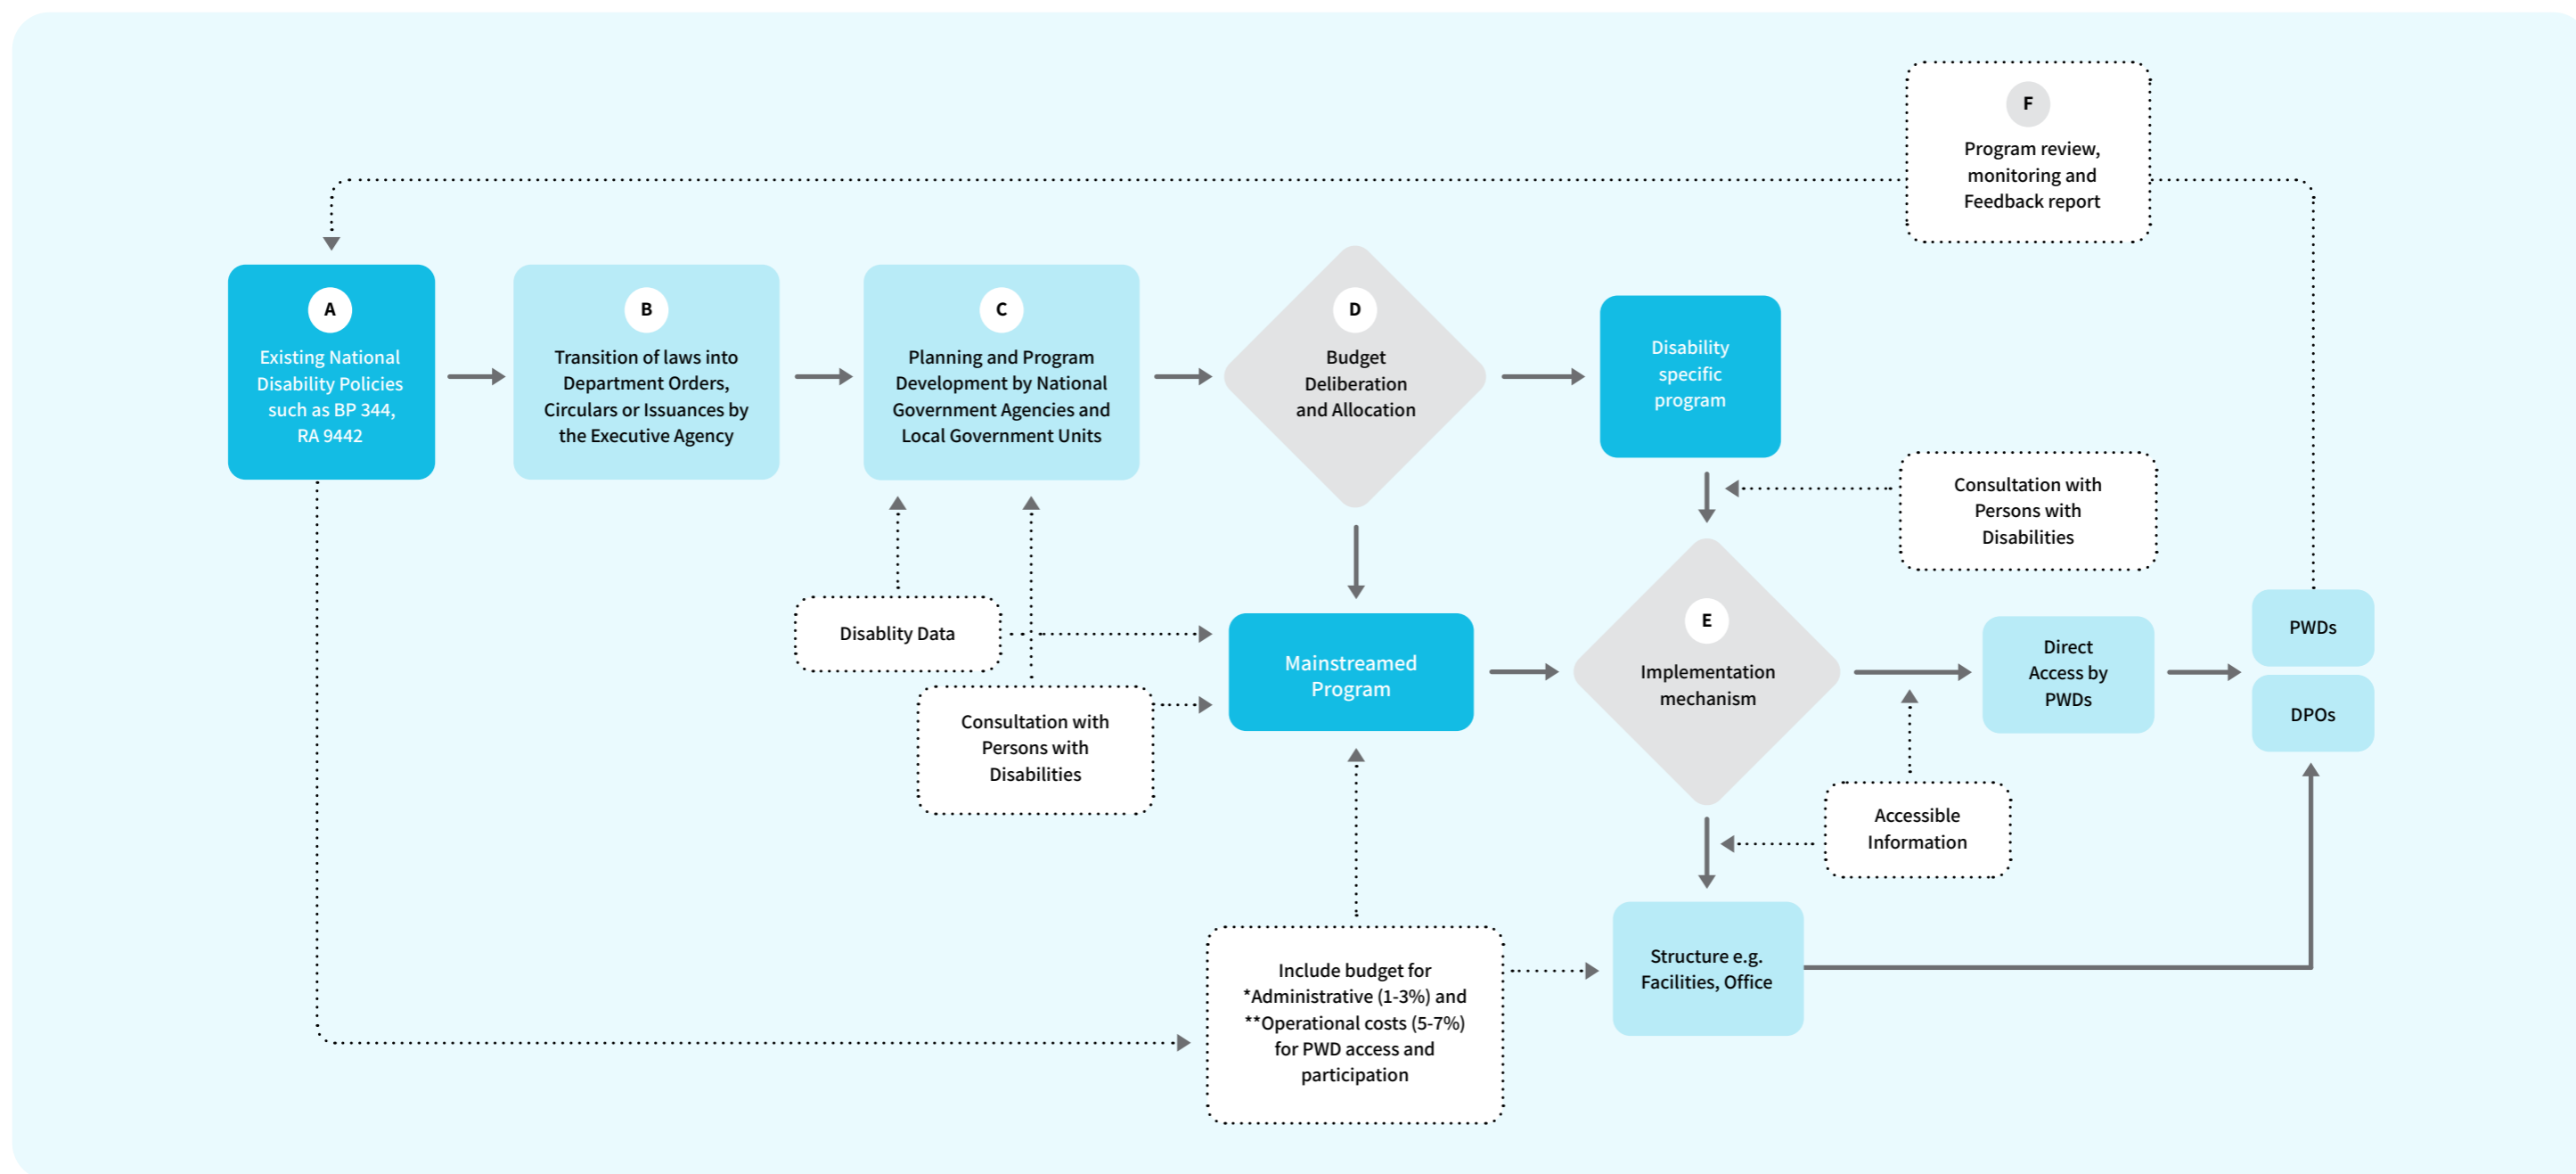 F
Program review,
monitoring and
Feedback report
A
Existing National
Disability Policies
such as BP 344,
RA 9442
B
Transition of laws into
Department Orders,
Circulars or Issuances by
the Executive Agency
C
Planning and Program
Development by National
Government Agencies and
Local Government Units
D
Budget
Deliberation
and Allocation
Disability
specific
program
Consultation with
Persons with
Disabilities
Disablity Data
Consultation with
Persons with
Disabilities
Mainstreamed
Program
E
Implementation
mechanism
Direct
Access by
PWDs
PWDs
DPOs
Accessible
Information
Include budget for
*Administrative (1-3%) and
**Operational costs (5-7%)
for PWD access and
participation
Structure e.g.
Facilities, Office